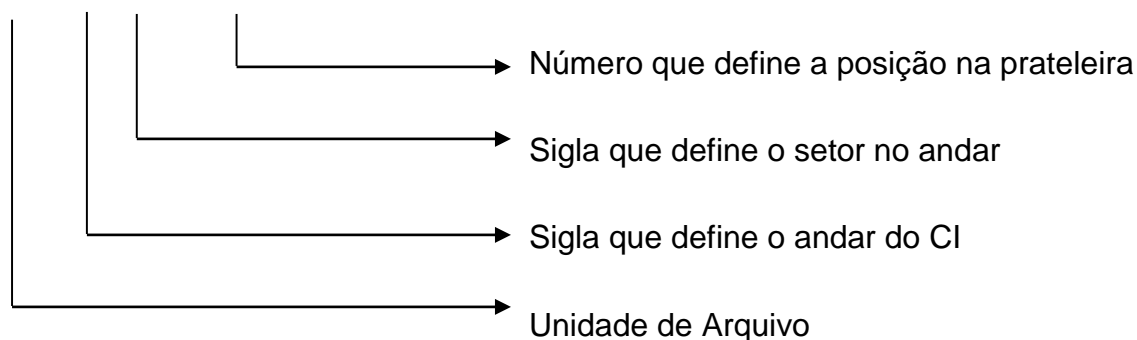 Número que define a posição na prateleira
Sigla que define o setor no andar
Sigla que define o andar do CI
Unidade de Arquivo